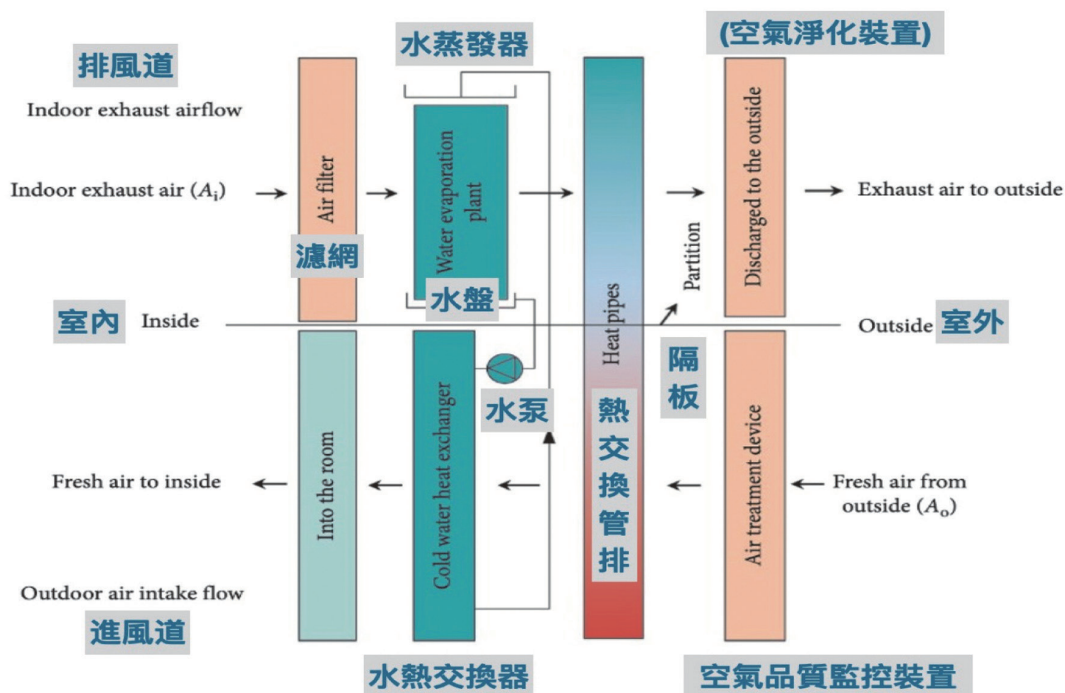 水蒸發器
(空氣淨化裝置)
排風道
Indoor exhaust airflow
Indoor exhaust air (Ai)
Air filter
濾網
Water evaporation
plant
水盤
Heat pipes
熱交換管排
Partition
隔板
Discharged to the outside
Exhaust air to outside
室內 Inside
Outside 室外
水泵
Into the room
Cold water heat exchanger
Air treatment device
Fresh air to inside
Fresh air from
outside (Ao)
Outdoor air intake flow
進風道
水熱交換器
空氣品質監控裝置